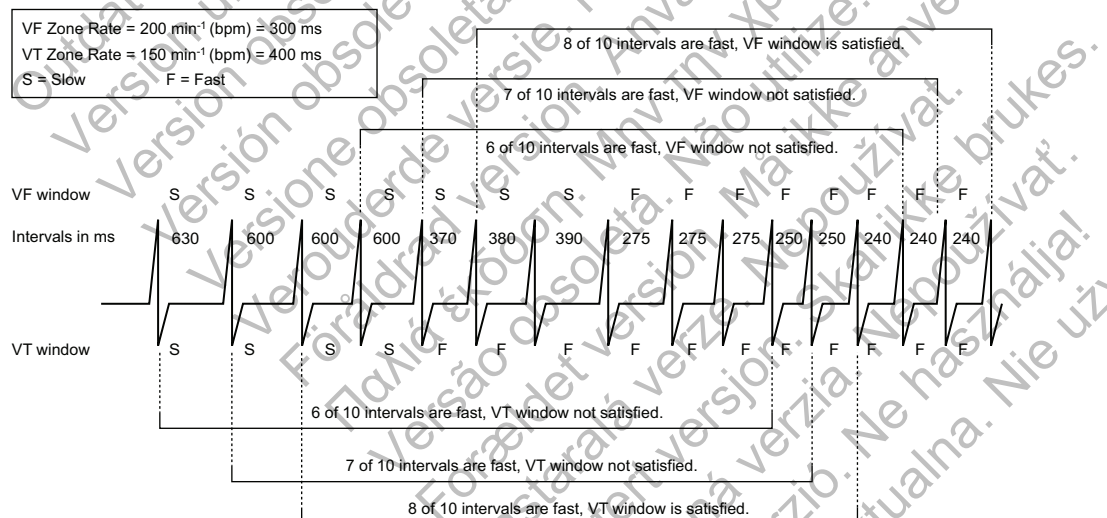 VF Zone Rate = 200 min-1 (bpm) = 300 ms
VT Zone Rate = 150 min-1 (bpm) = 400 ms
S = Slow F = Fast
8 of 10 intervals are fast, VF window is satisfied.
7 of 10 intervals are fast, VF window not satisfied.
6 of 10 intervals are fast, VF window not satisfied.
VF window S S S S S S S F F F F F F F F
Intervals in ms 630 600 600 600 370 380 390 275 275 275 250 250 240 240 240
VT window S S S S F F F F F F F F F F F
6 of 10 intervals are fast, VT window not satisfied.
7 of 10 intervals are fast, VT window not satisfied.
8 of 10 intervals are fast, VT window is satisfied.